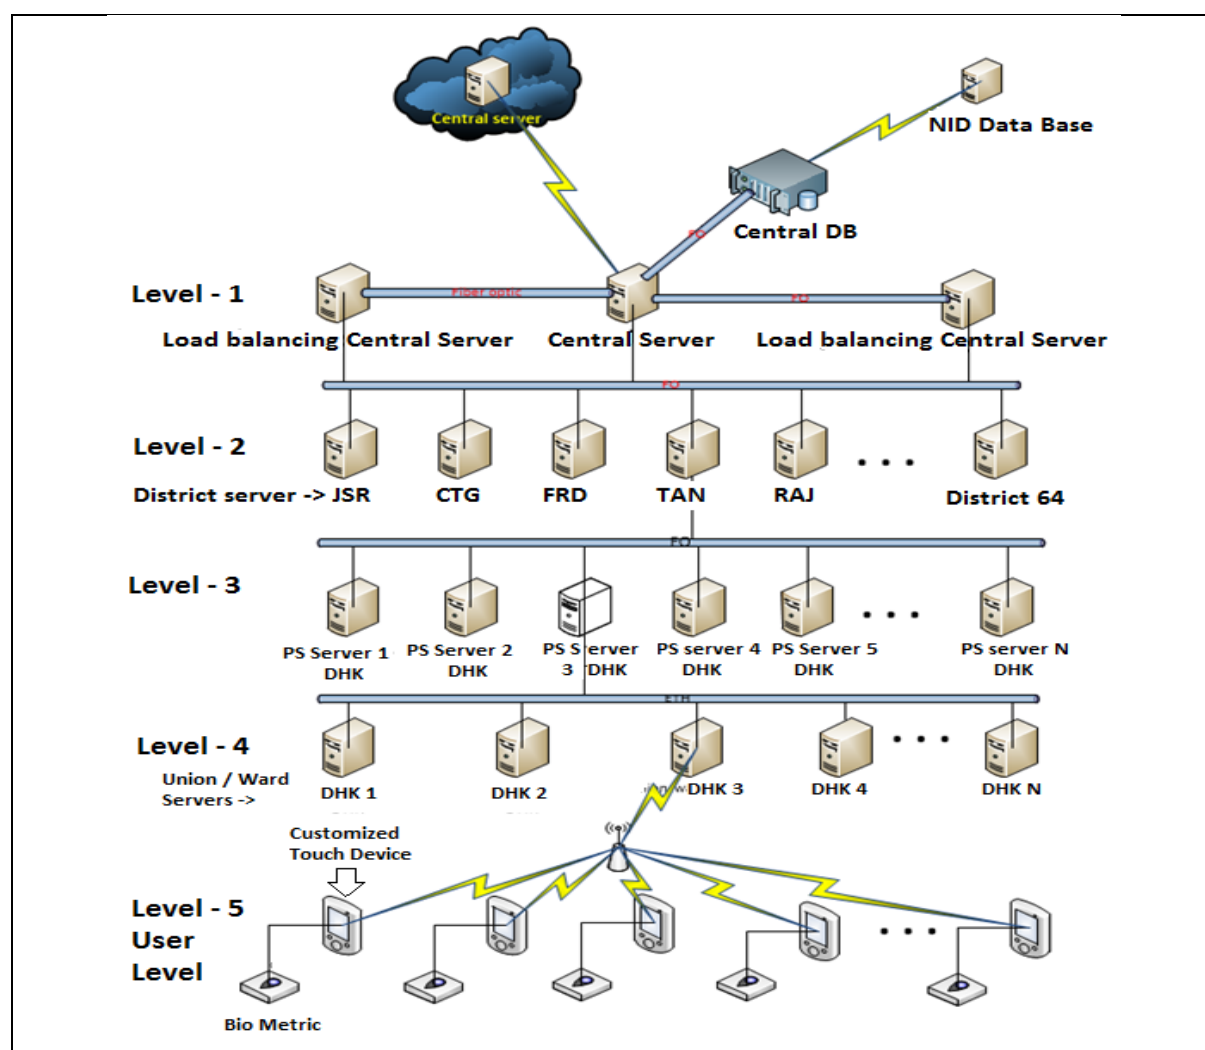 Central server
NID Data Base
Central DB
FO
Level - 1
Fiber optic
FO
Load balancing Central Server
Central Server
Load balancing Central Server
FO
Level - 2
District server -> JSR
CTG
FRD
TAN
RAJ
. . .
District 64
FO
Level - 3
. . .
PS Server 1
DHK
PS Server 2
DHK
PS Server
3 DHK
PS server 4
DHK
PS Server 5
DHK
PS server N
DHK
ETH
Level - 4
. . .
Union / Ward
Servers ->
DHK 1
DHK 2
DHK 3
DHK 4
DHK N
Customized
Touch Device
Level - 5
User
Level
. . .
Bio Metric